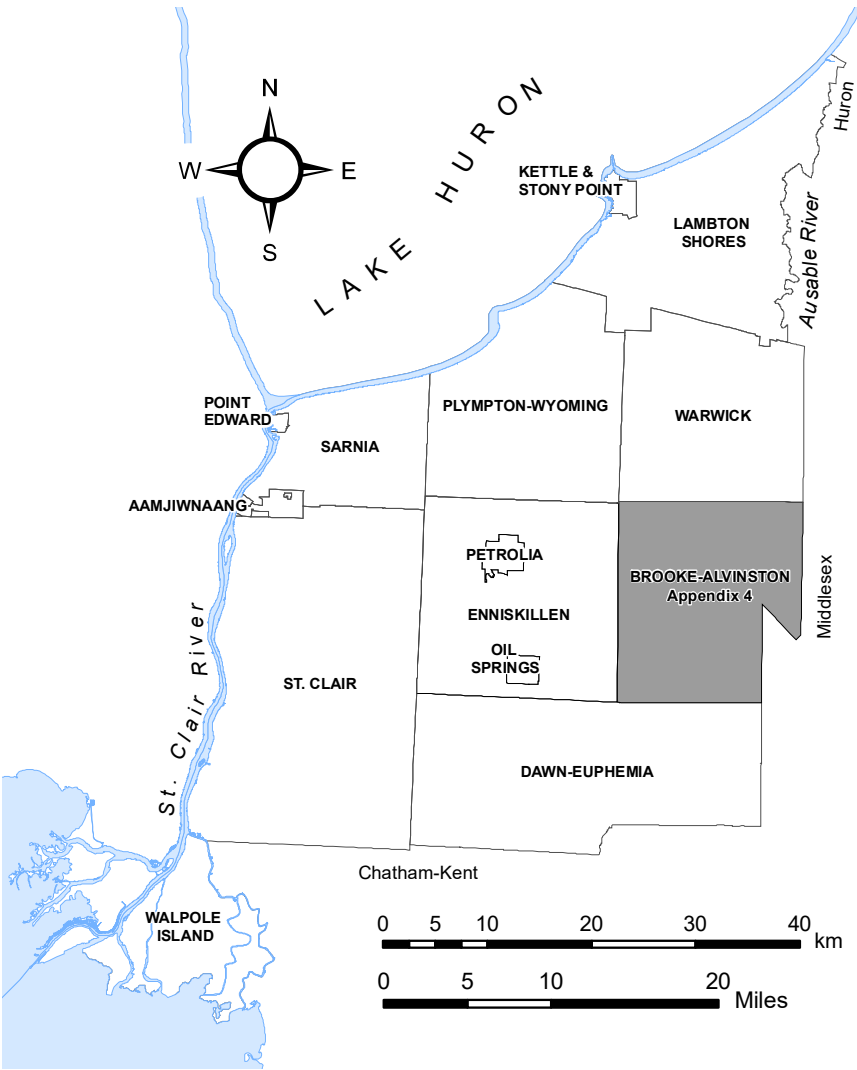 N
W
E
S
LAKE HURON
Huron
KETTLE &
STONY POINT
LAMBTON
SHORES
Ausable River
POINT
EDWARD
SARNIA
PLYMPTON-WYOMING
WARWICK
AAMJIWNAANG
PETROLIA
BROOKE-ALVINSTON
Appendix 4
Middlesex
ENNISKILLEN
OIL
SPRINGS
ST. CLAIR
St. Clair River
DAWN-EUPHEMIA
Chatham-Kent
WALPOLE
ISLAND
0 5 10 20 30 40
km
0 5 10 20
Miles